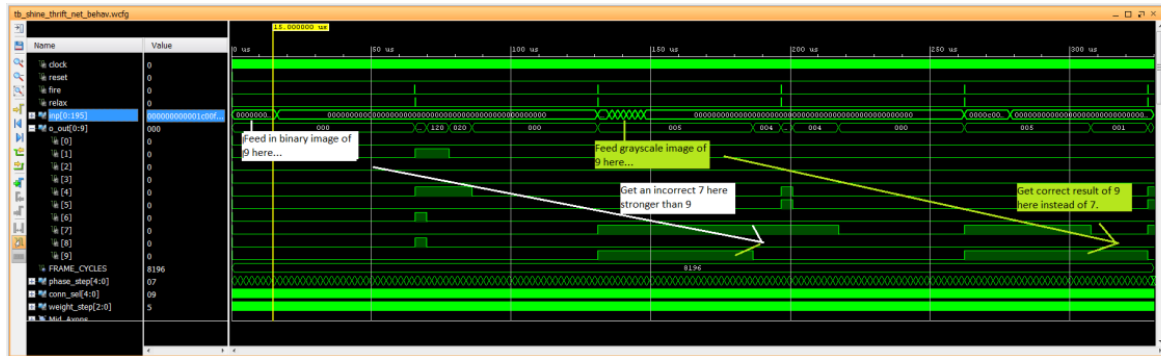 tb_shine_thrift_net_behav.wcfg
15.000000 us
Name
Value
0 us
50 us
100 us
150 us
200 us
250 us
300 us
clock
0
reset
0
fire
0
relax
0
inp[0:195]
000000000001c00f...
0000000...
0000c00...
o_out[0:9]
000
000
120
020
000
005
004
004
000
005
001
[0]
0
[1]
0
[2]
0
[3]
0
[4]
0
[5]
0
[6]
0
[7]
0
[8]
0
[9]
0
FRAME_CYCLES
8196
8196
phase_step[4:0]
07
conn_sel[4:0]
09
weight_step[2:0]
5
Mid_Axons
Feed in binary image of
9 here...
Feed grayscale image of
9 here...
Get an incorrect 7 here
stronger than 9
Get correct result of 9
here instead of 7.